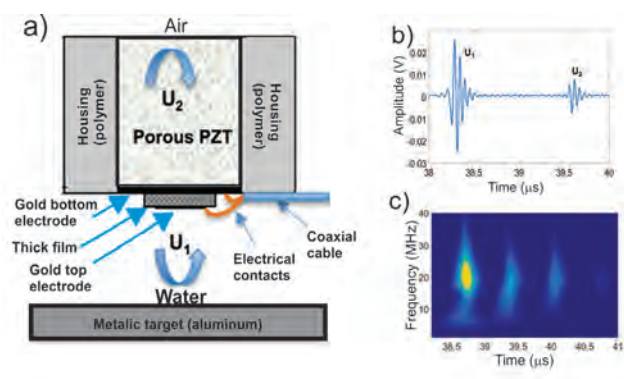 a)
Air
Housing
(polymer)
U2
Porous PZT
Housing
(polymer)
Gold bottom
electrode
Thick film
Gold top
electrode
U1
Electrical
contacts
Coaxial
cable
Water
Metalic target (aluminum)
b)
Amplitude (V)
0.02
0.01
0
-0.01
-0.02
-0.03
U1
U2
38
38.5
39
39.5
40
Time (μs)
c)
Frequency (MHz)
40
30
20
10
38.5
39
39.5
40
40.5
41
Time (μs)